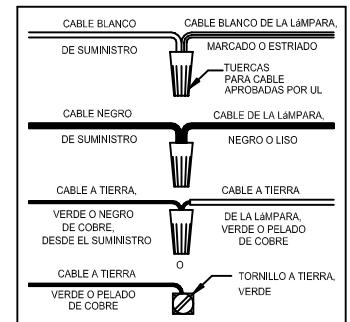 CABLE BLANCO
DE SUMINISTRO
CABLE BLANCO DE LA LáMPARA,
MARCADO O ESTRIADO
TUERCAS
PARA CABLE
APROBADAS POR UL
CABLE NEGRO
DE SUMINISTRO
CABLE DE LA LáMPARA,
NEGRO O LISO
CABLE A TIERRA,
VERDE O NEGRO
DE COBRE,
DESDE EL SUMINISTRO
CABLE A TIERRA
DE LA LáMPARA,
VERDE O PELADO
DE COBRE
O
CABLE A TIERRA
VERDE O PELADO
DE COBRE
TORNILLO A TIERRA,
VERDE